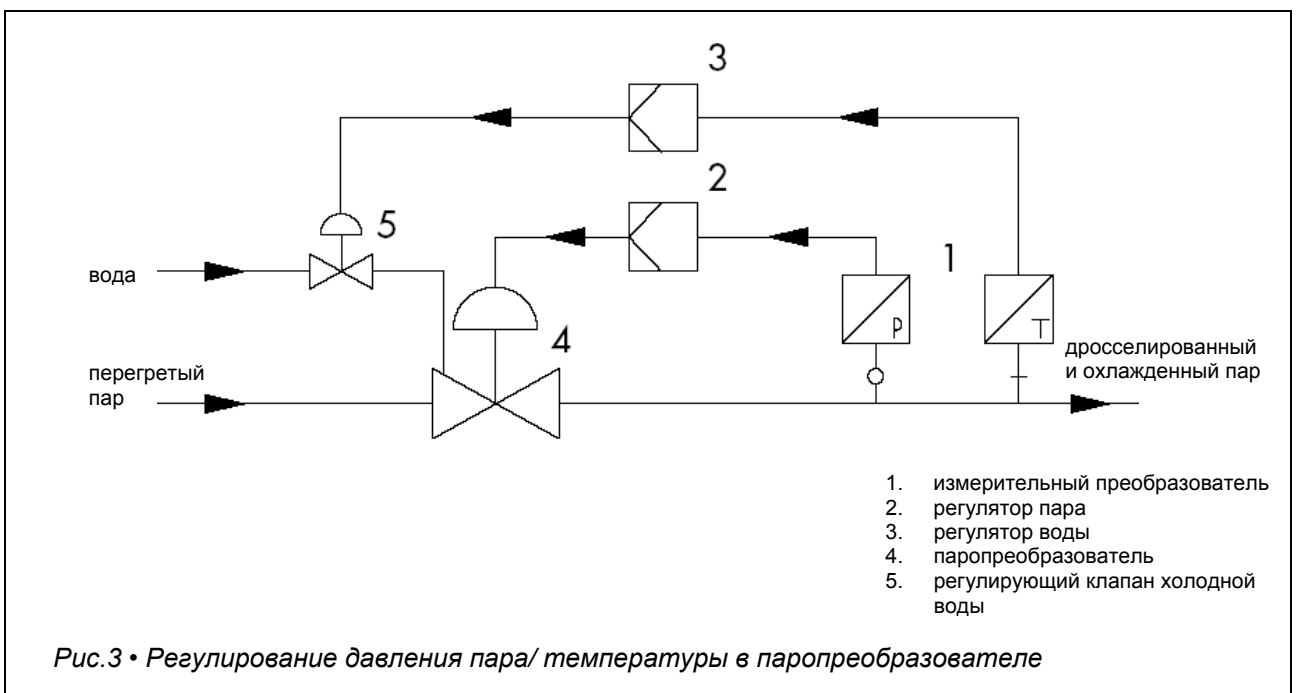 3
2
5
1
вода
P
T
4
дросселированный
и охлажденный пар
перегретый
пар
1. измерительный преобразователь
2. регулятор пара
3. регулятор воды
4. паропреобразователь
5. регулирующий клапан холодной
воды
Рис.3 • Регулирование давления пара/ температуры в паропреобразователе